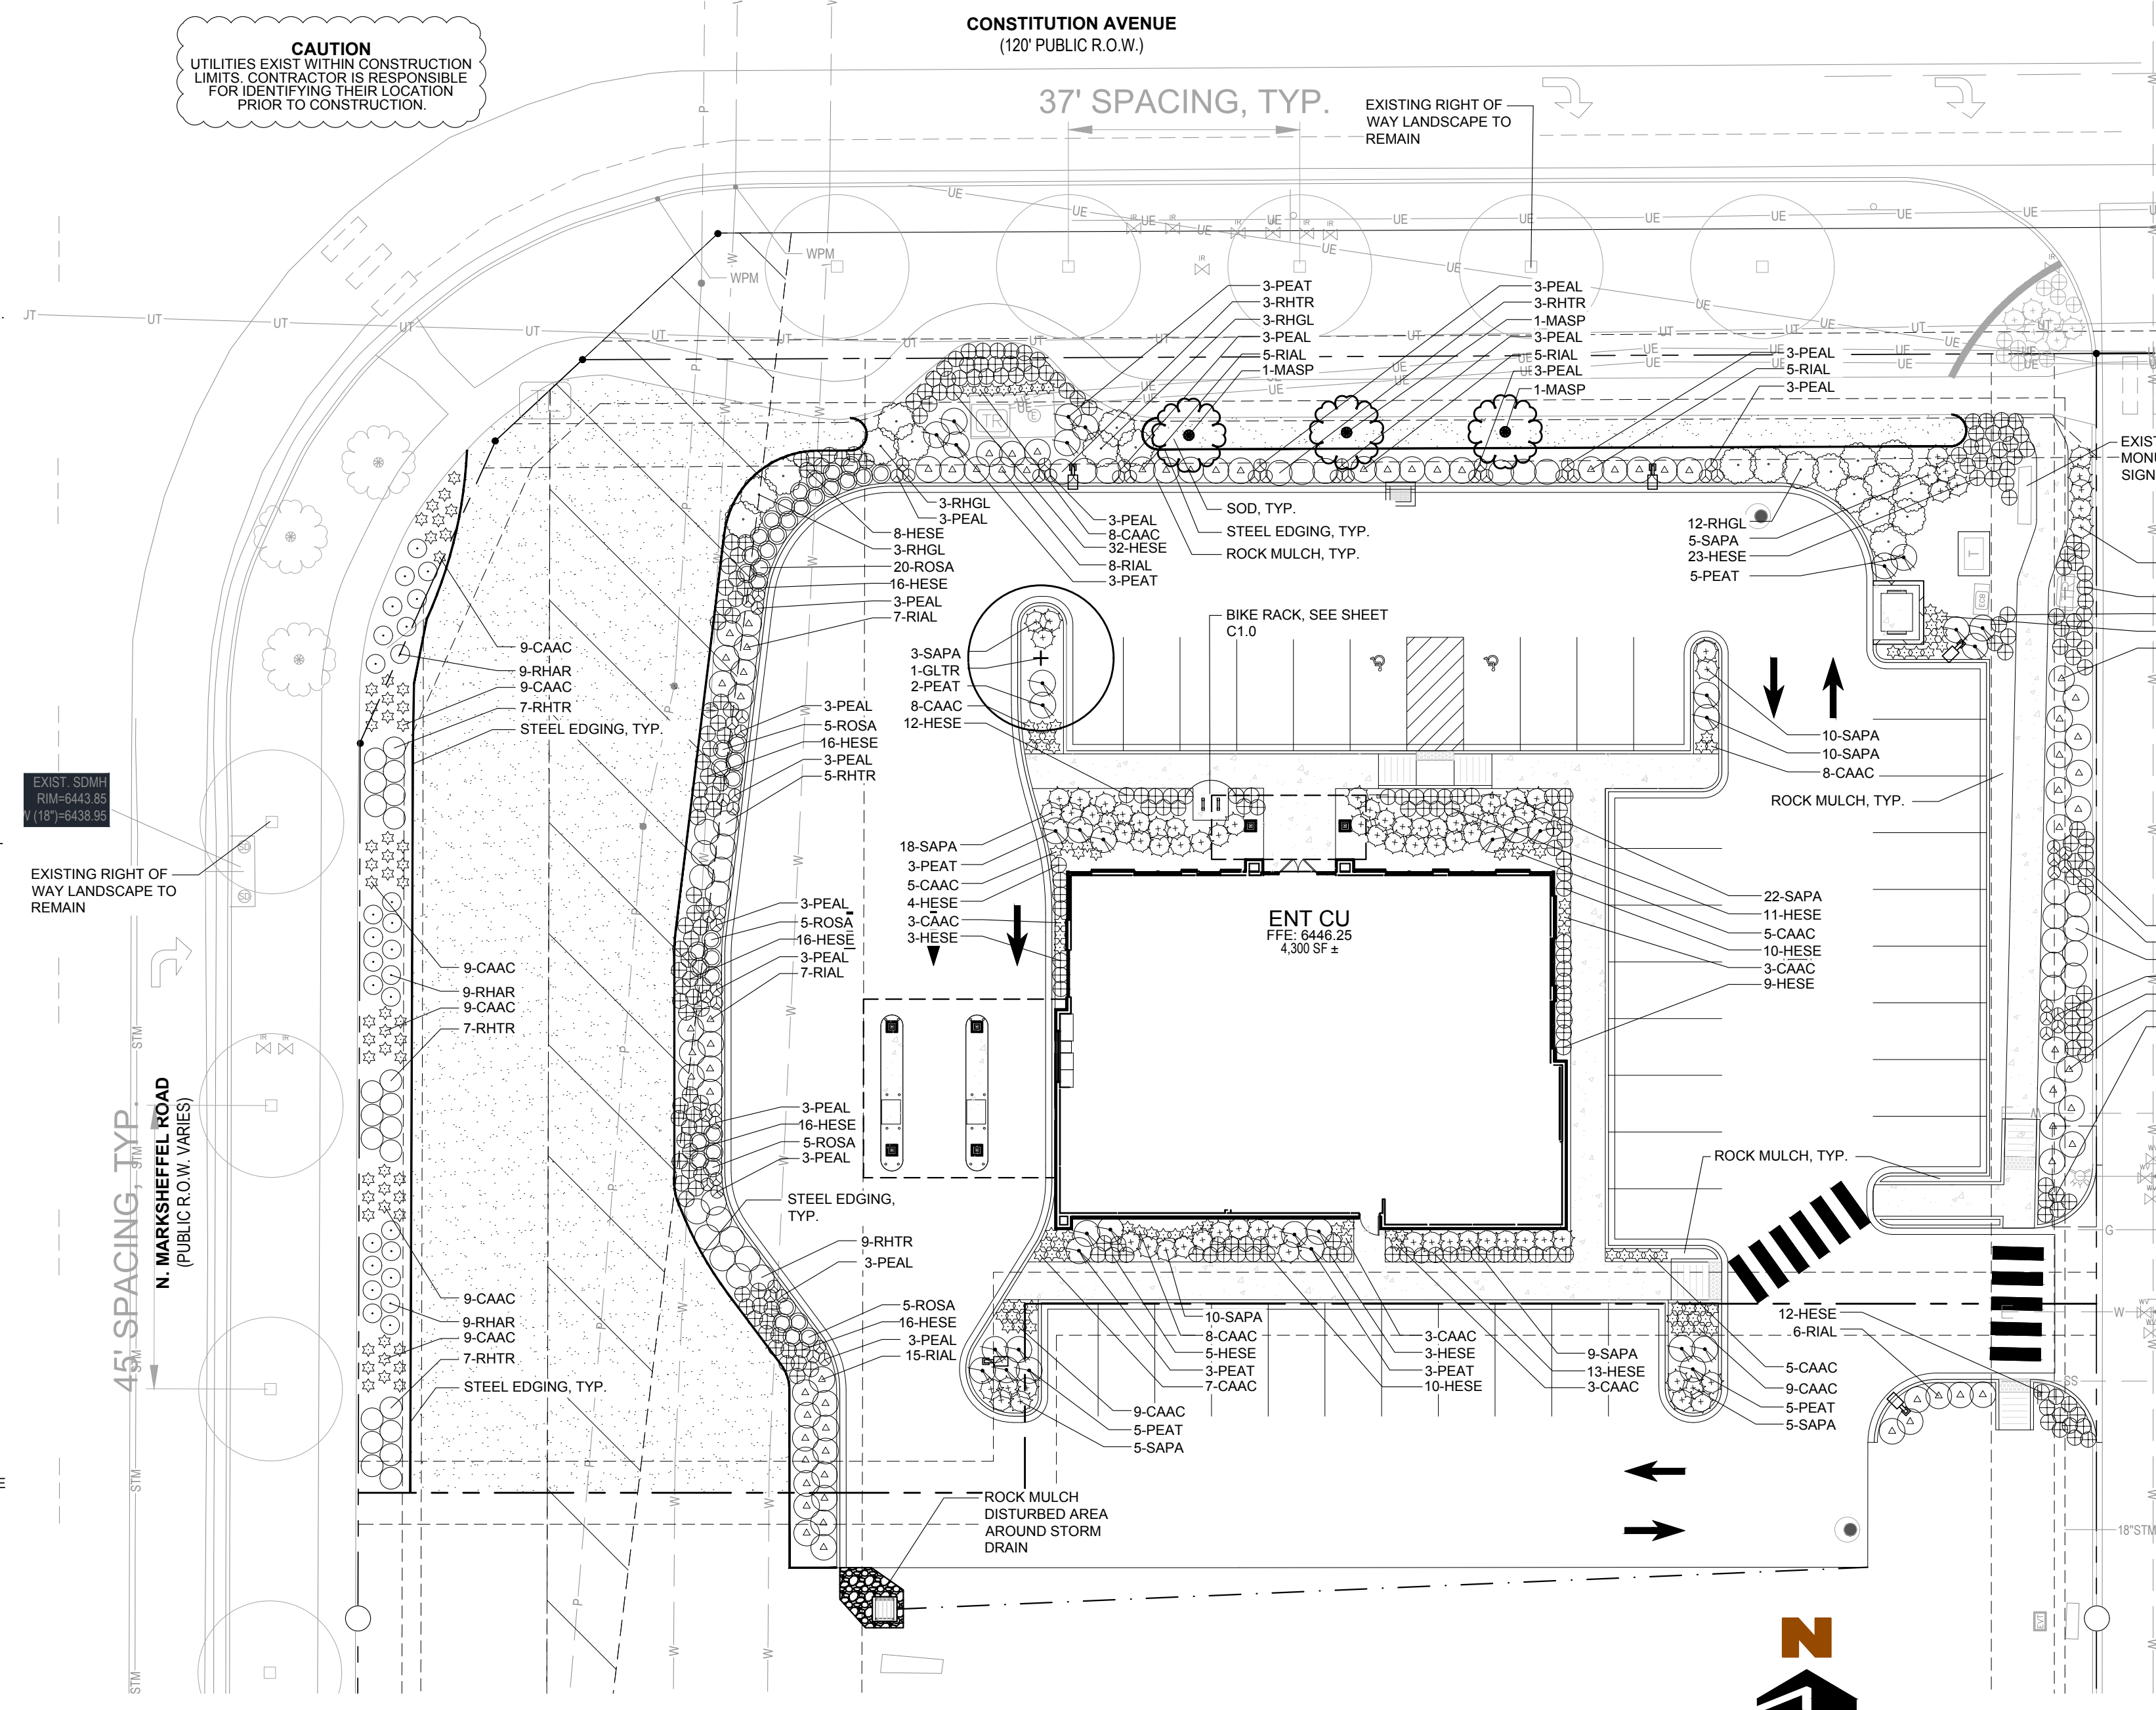 CONSTITUTION AVENUE
(120' PUBLIC R.O.W.)
CAUTION
UTILITIES EXIST WITHIN CONSTRUCTION
LIMITS. CONTRACTOR IS RESPONSIBLE
FOR IDENTIFYING THEIR LOCATION
PRIOR TO CONSTRUCTION.
37' SPACING, TYP.
EXISTING RIGHT OF
WAY LANDSCAPE TO
REMAIN
WPM
WPM
3-PEAT
3-RHTR
3-RHGL
3-PEAL
5-RIAL
1-MASP
3-PEAL
3-RHTR
1-MASP
3-PEAL
5-RIAL
3-PEAL
1-MASP
3-PEAL
5-RIAL
3-PEAL
TR
3-RHGL
3-PEAL
8-HESE
3-RHGL
20-ROSA
16-HESE
3-PEAL
7-RIAL
3-PEAL
8-CAAC
32-HESE
8-RIAL
3-PEAT
SOD, TYP.
STEEL EDGING, TYP.
ROCK MULCH, TYP.
12-RHGL
5-SAPA
23-HESE
5-PEAT
T
ECB
BIKE RACK, SEE SHEET
C1.0
9-CAAC
9-RHAR
9-CAAC
7-RHTR
STEEL EDGING, TYP.
3-SAPA
1-GLTR
2-PEAT
8-CAAC
12-HESE
3-PEAL
5-ROSA
16-HESE
3-PEAL
5-RHTR
10-SAPA
10-SAPA
8-CAAC
ROCK MULCH, TYP.
EXIST. SDMH
RIM=6443.85
(18")=6438.95
EXISTING RIGHT OF
WAY LANDSCAPE TO
REMAIN
SD
SD
18-SAPA
3-PEAT
5-CAAC
4-HESE
3-CAAC
3-HESE
3-PEAL
5-ROSA
16-HESE
3-PEAL
7-RIAL
ENT CU
FFE: 6446.25
4,300 SF ±
22-SAPA
11-HESE
5-CAAC
10-HESE
3-CAAC
9-HESE
9-CAAC
9-RHAR
9-CAAC
7-RHTR
45' SPACING, TYP.
N. MARKSHEFFEL ROAD
(PUBLIC R.O.W. VARIES)
3-PEAL
16-HESE
5-ROSA
3-PEAL
ROCK MULCH, TYP.
STEEL EDGING,
TYP.
9-RHTR
3-PEAL
5-ROSA
16-HESE
3-PEAL
15-RIAL
9-CAAC
9-RHAR
9-CAAC
7-RHTR
STEEL EDGING, TYP.
10-SAPA
8-CAAC
5-HESE
3-PEAT
7-CAAC
3-CAAC
3-HESE
3-PEAT
10-HESE
9-SAPA
13-HESE
3-CAAC
12-HESE
6-RIAL
5-CAAC
9-CAAC
5-PEAT
5-SAPA
9-CAAC
5-PEAT
5-SAPA
ROCK MULCH
DISTURBED AREA
AROUND STORM
DRAIN
18"STM
EVT
N